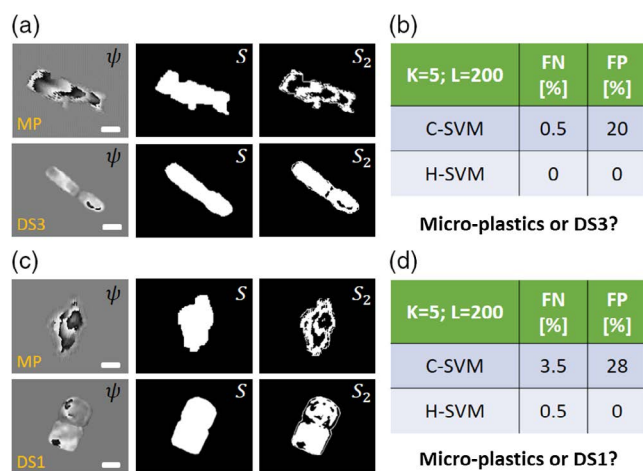 (a)
ψ
S
S₂
MP
ψ
S
S₂
DS3
(b)
K=5; L=200 FN [%] FP [%]
C-SVM 0.5 20
H-SVM 0 0
Micro-plastics or DS3?
(c)
ψ
S
S₂
MP
ψ
S
S₂
DS1
(d)
K=5; L=200 FN [%] FP [%]
C-SVM 3.5 28
H-SVM 0.5 0
Micro-plastics or DS1?